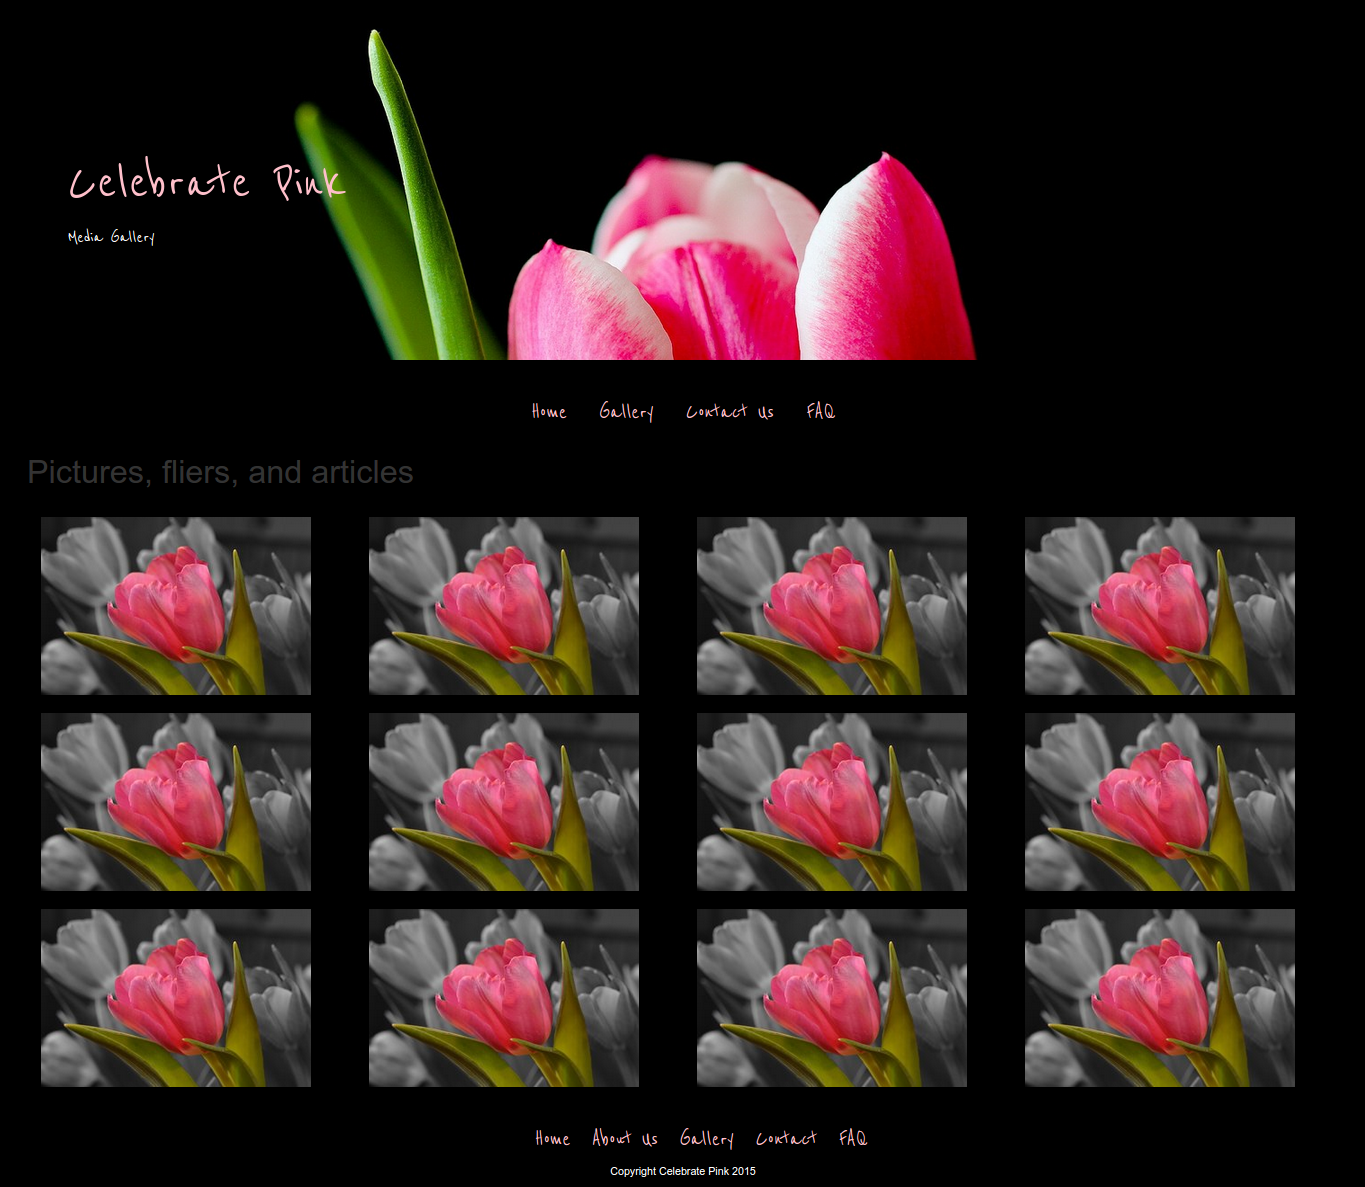 Celebrate Pink
Media Gallery
Home Gallery Contact Us FAQ
Pictures, fliers, and articles
Home About Us Gallery Contact FAQ
Copyright Celebrate Pink 2015